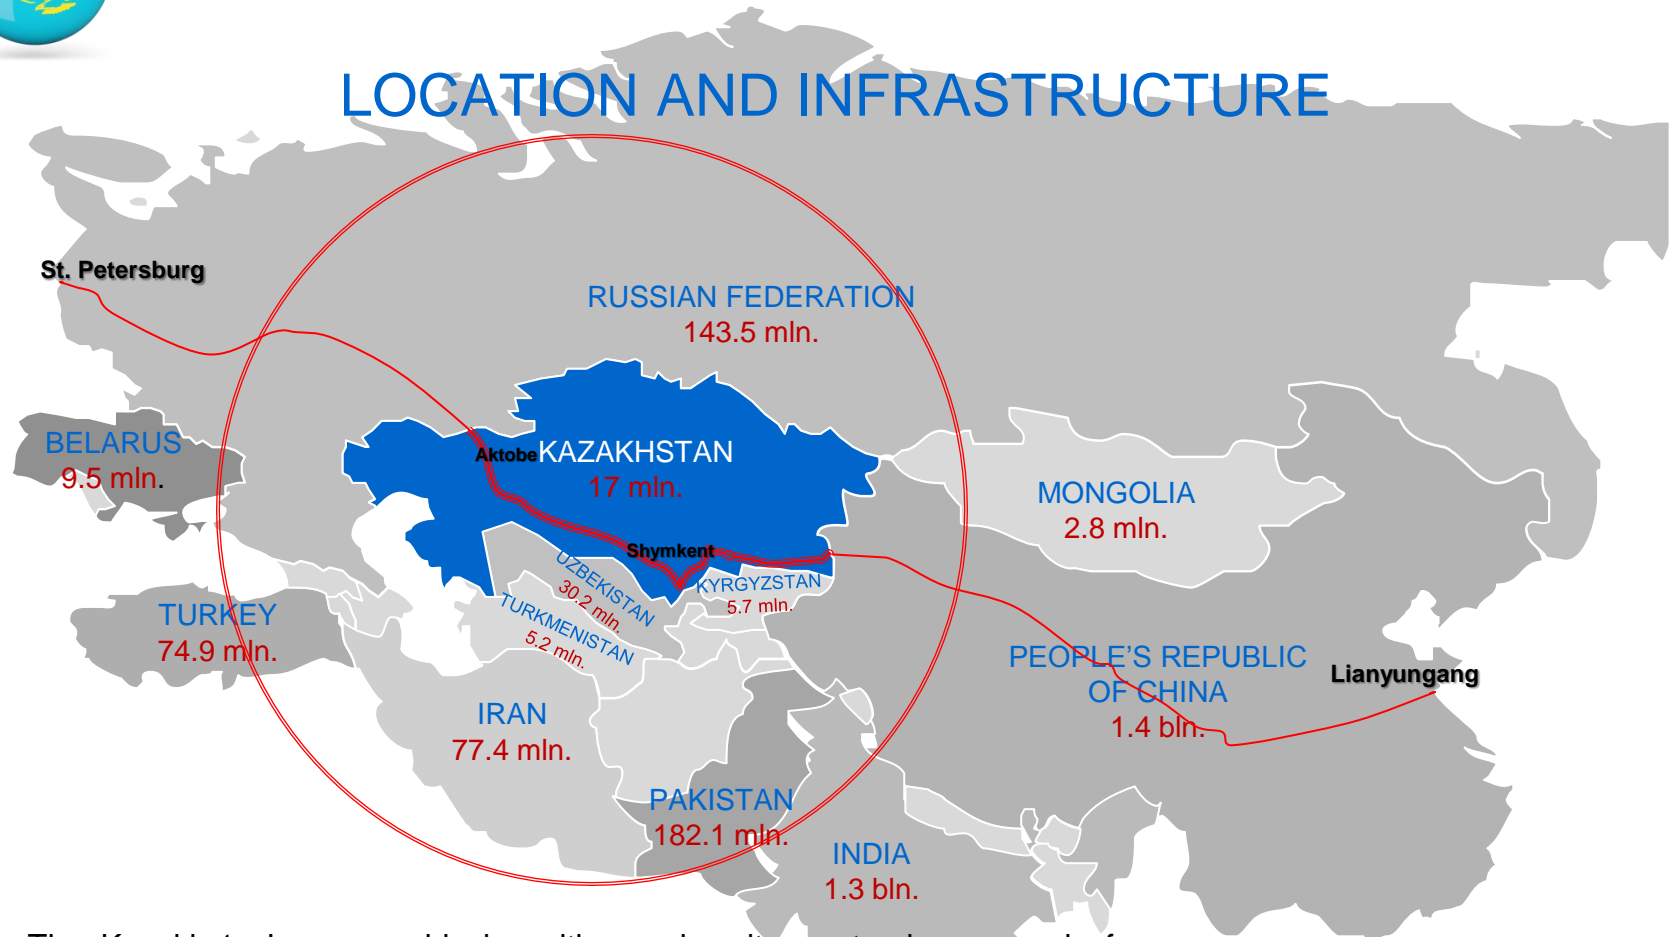 LOCATION AND INFRASTRUCTURE
St. Petersburg
RUSSIAN FEDERATION
143.5 mln.
BELARUS
9.5 mln.
Aktobe
KAZAKHSTAN
17 mln.
MONGOLIA
2.8 mln.
Shymkent
UZBEKISTAN
30.2 mln.
KYRGYZSTAN
5.7 mln.
TURKMENISTAN
5.2 mln.
TURKEY
74.9 mln.
PEOPLE'S REPUBLIC
OF CHINA
1.4 bln.
Lianyungang
IRAN
77.4 mln.
PAKISTAN
182.1 mln.
INDIA
1.3 bln.